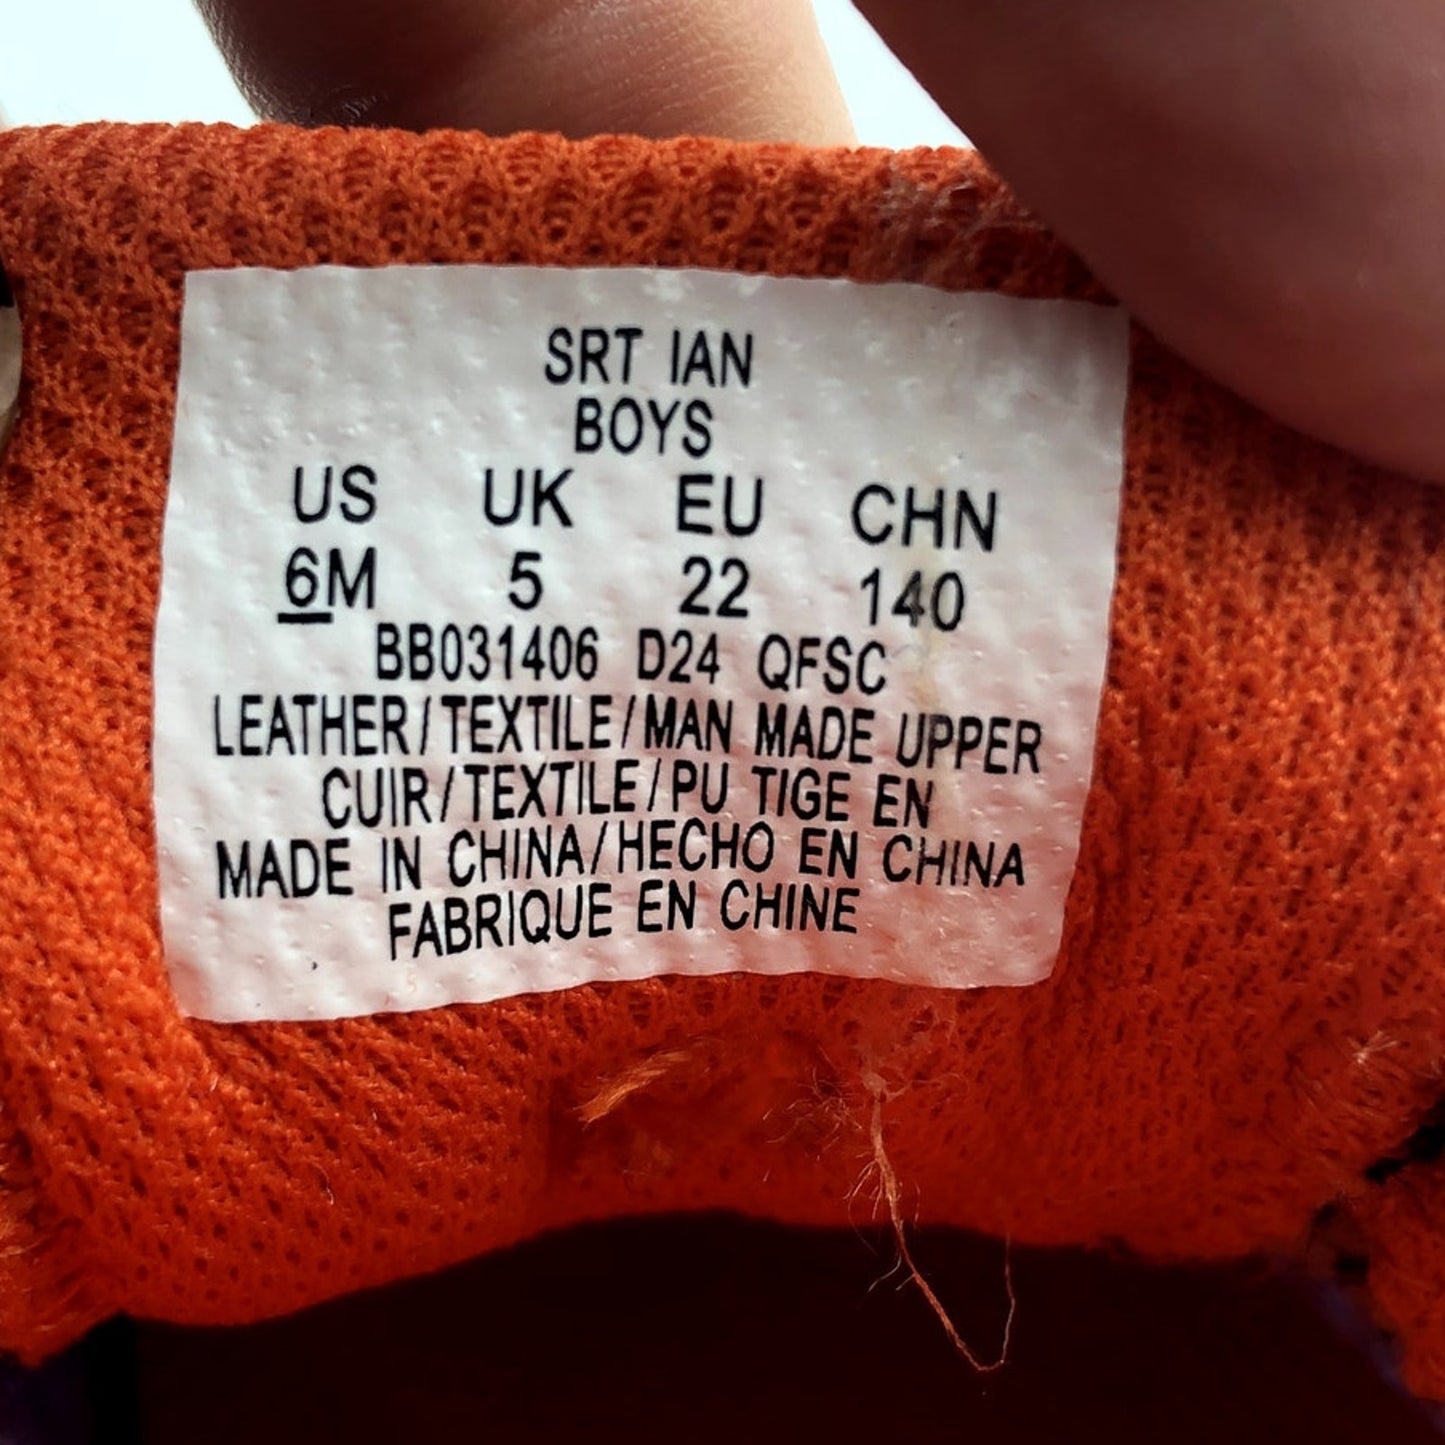 SRT IAN
BOYS
US UK EU CHN
6M 5 22 140
BB031406 D24 QFSC
LEATHER/TEXTILE/MAN MADE UPPER
CUIR/TEXTILE/PU TIGE EN
MADE IN CHINA/HECHO EN CHINA
FABRIQUE EN CHINE